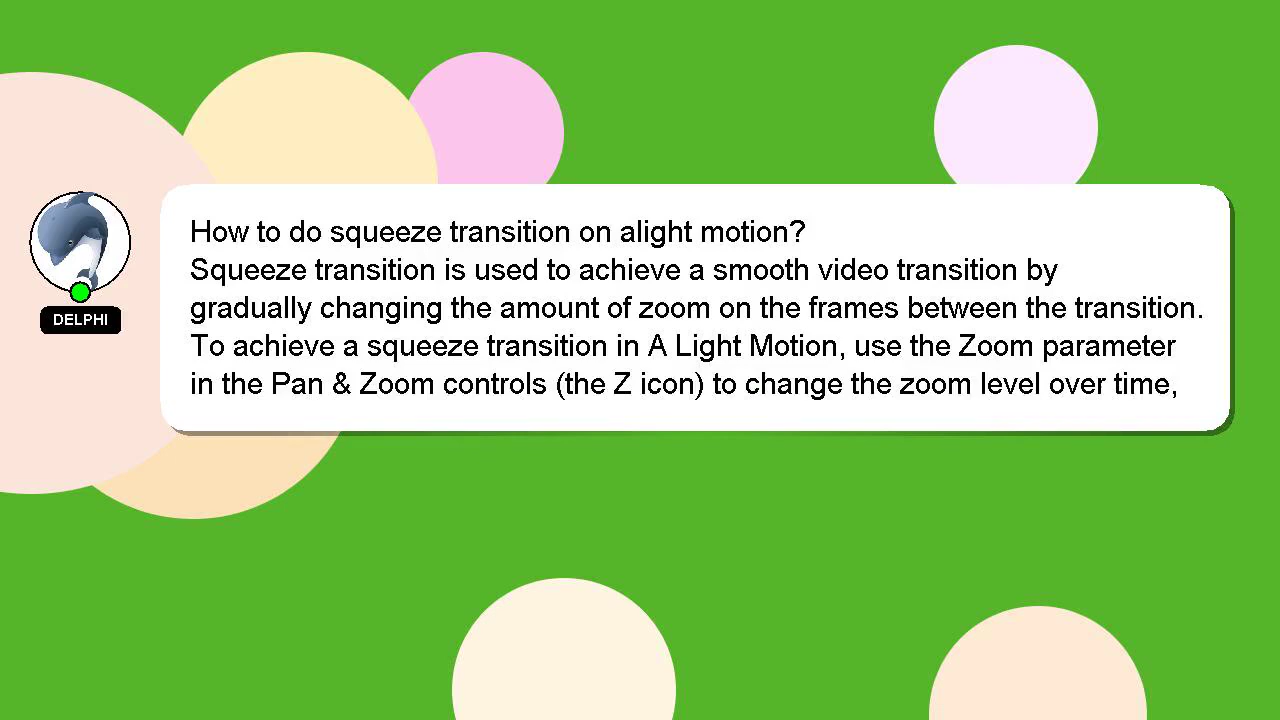 How to do squeeze transition on alight motion?
Squeeze transition is used to achieve a smooth video transition by
gradually changing the amount of zoom on the frames between the transition.
To achieve a squeeze transition in A Light Motion, use the Zoom parameter
in the Pan & Zoom controls (the Z icon) to change the zoom level over time,
DELPHI